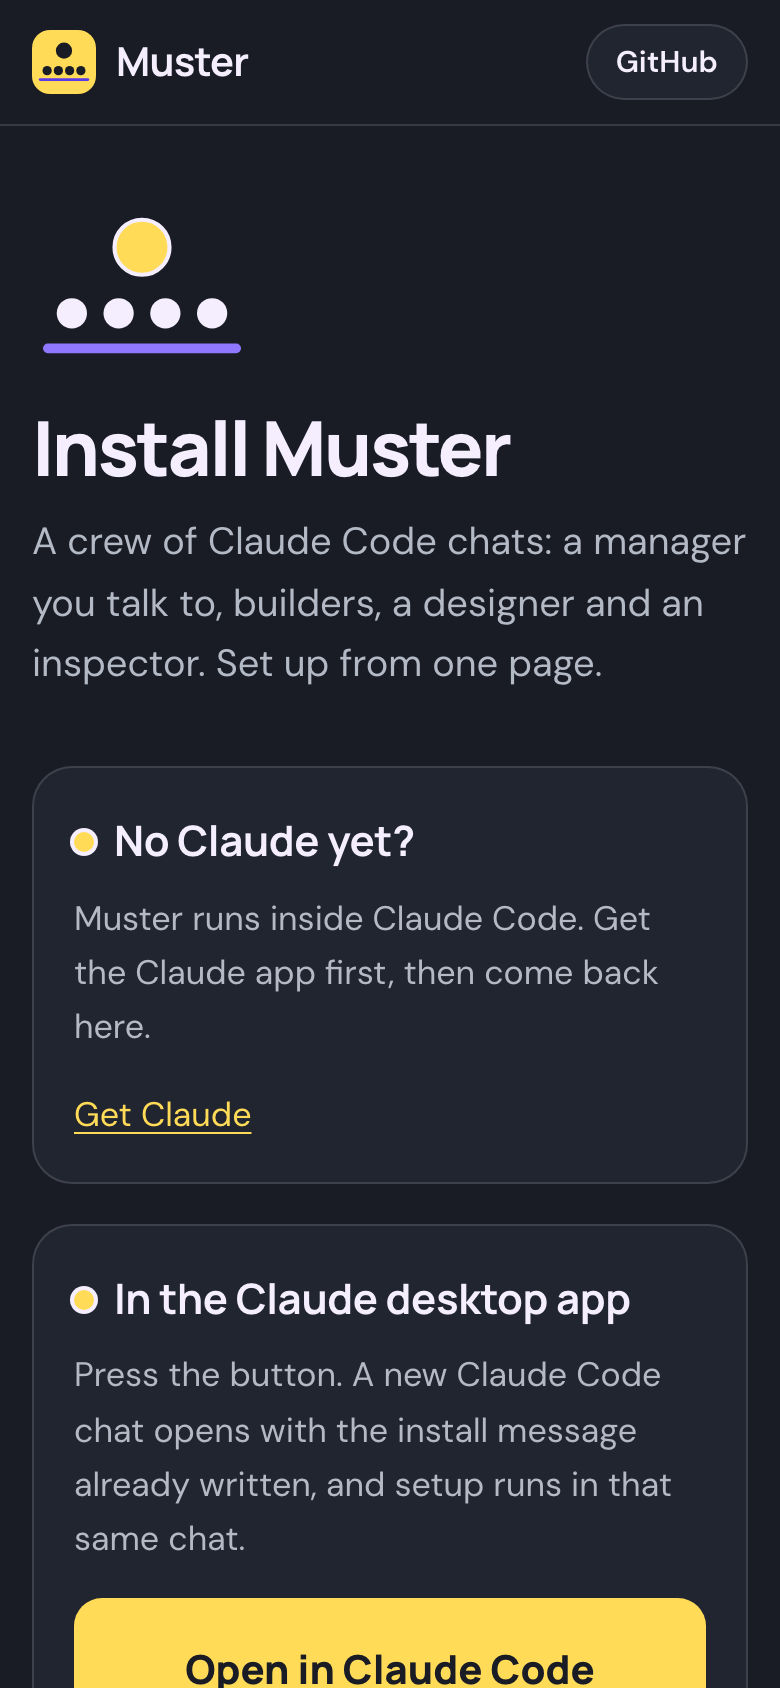 Muster
GitHub
Install Muster
A crew of Claude Code chats: a manager
you talk to, builders, a designer and an
inspector. Set up from one page.
No Claude yet?
Muster runs inside Claude Code. Get
the Claude app first, then come back
here.
Get Claude
In the Claude desktop app
Press the button. A new Claude Code
chat opens with the install message
already written, and setup runs in that
same chat.
Open in Claude Code